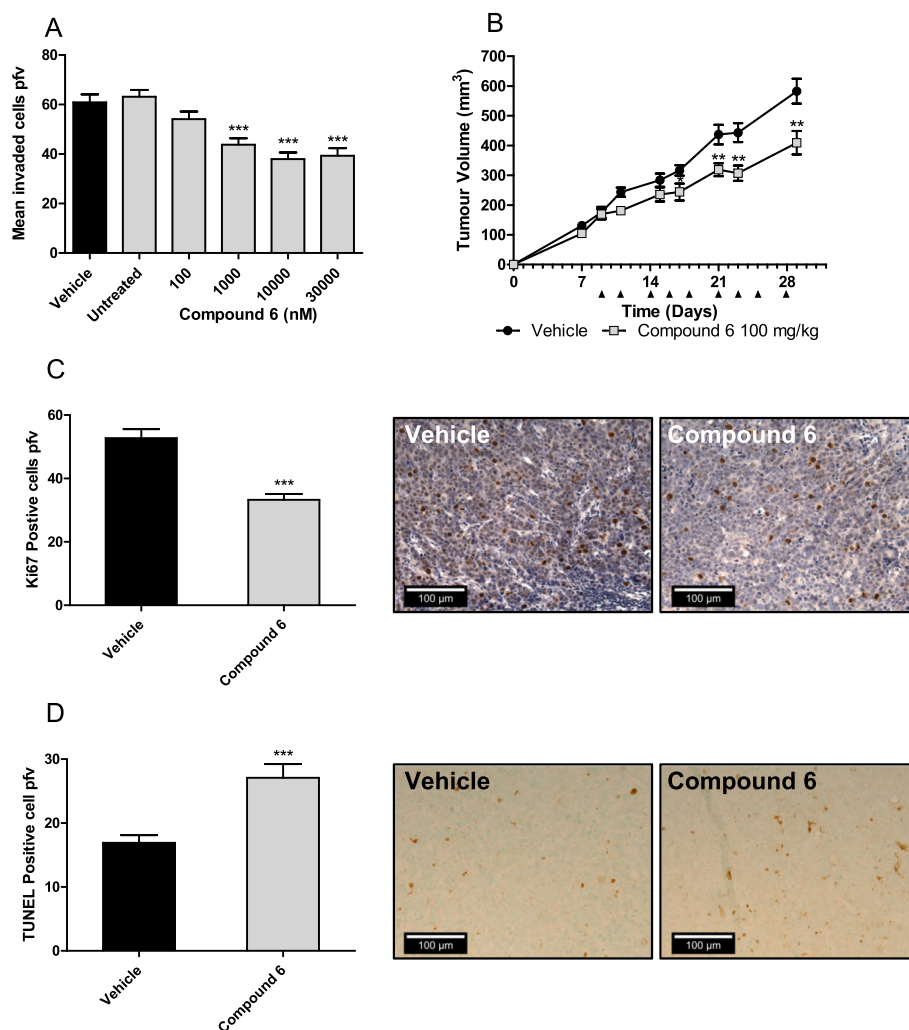 A
Mean invaded cells pfv
80
60
40
20
0
***
***
***
Vehicle
Untreated
100
1000
10000
30000
Compound 6 (nM)
B
Tumour Volume (mm³)
700
600
500
400
300
200
100
0
*
**
**
**
0
7
14
21
28
Time (Days)
Vehicle
Compound 6 100 mg/kg
C
KI67 Postive cells pfv
60
40
20
0
***
Vehicle
Compound 6
Vehicle
100 µm
Compound 6
100 µm
D
TUNEL Positive cell pfv
30
20
10
0
***
Vehicle
Compound 6
Vehicle
100 µm
Compound 6
100 µm